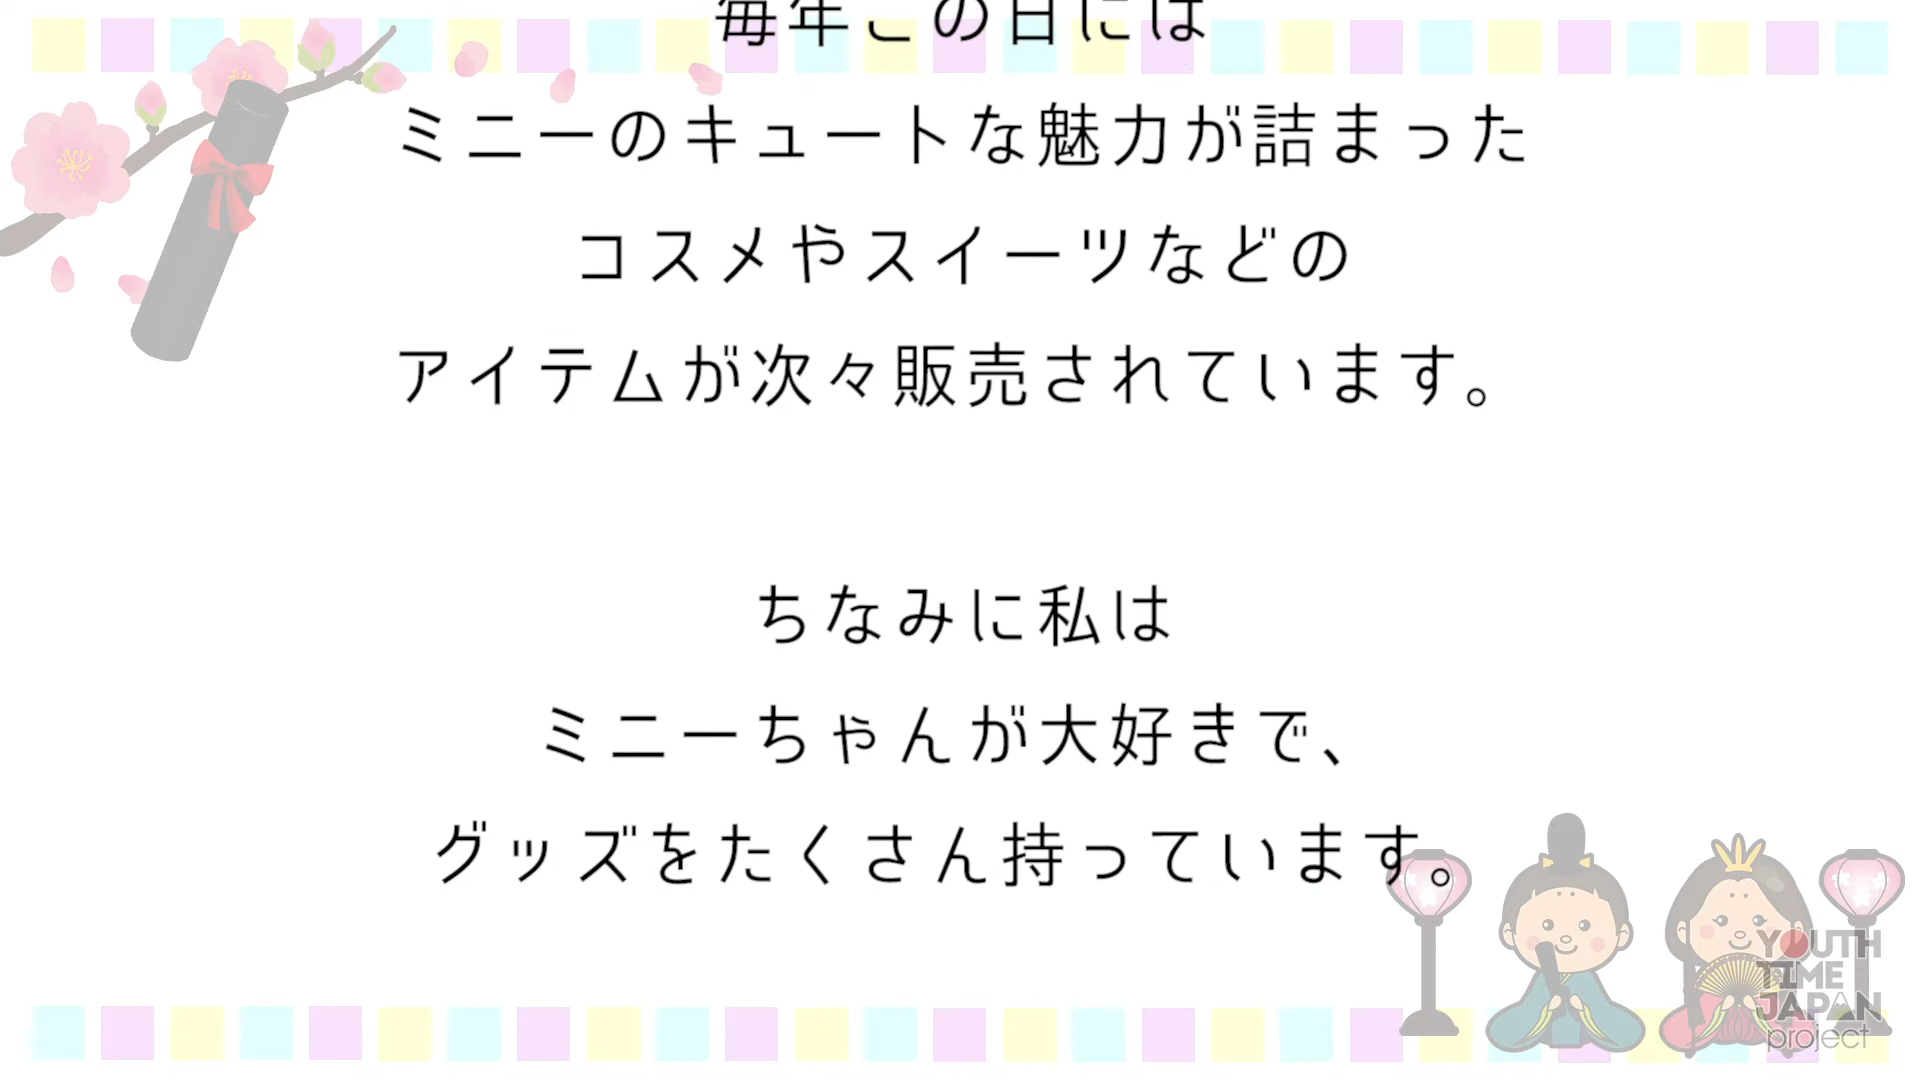 毎年この日には
ミニーのキュートな魅力が詰まった
コスメやスイーツなどの
アイテムが次々販売されています。
ちなみに私は
ミニーちゃんが大好きで、
グッズをたくさん持っています。
YOUTH
TIME
JAPAN
project